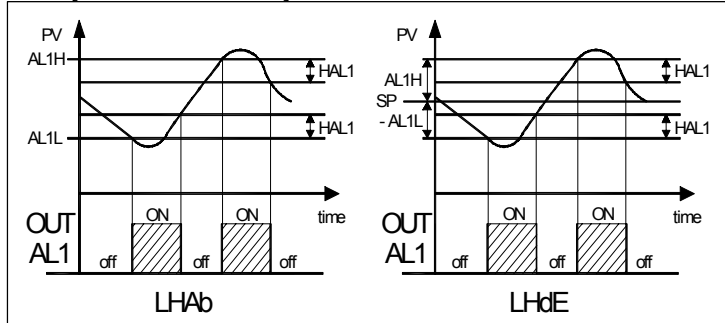 PV
AL1H
HAL1
HAL1
AL1L
time
ON ON
OUT
AL1
off off off
LHAb
PV
AL1H
HAL1
SP
- AL1L
HAL1
time
ON ON
OUT
AL1
off off off
LHdE